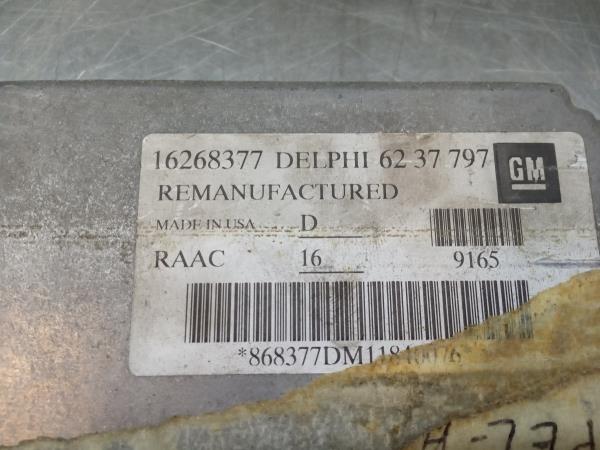 16268377 DELPHI 62 37 797
GM
REMANUFACTURED
MADE IN USA D
RAAC 16 9165